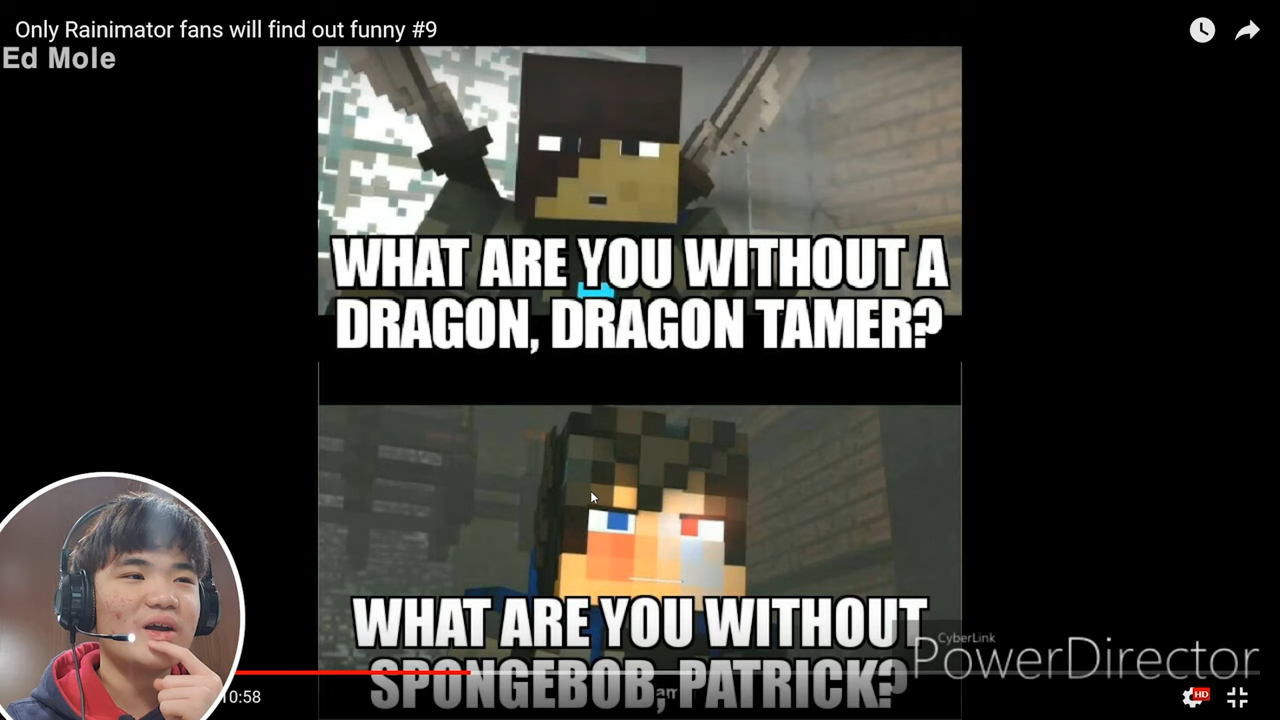 Only Rainimator fans will find out funny #9
Ed Mole
WHAT ARE YOU WITHOUT A
DRAGON, DRAGON TAMER?
WHAT ARE YOU WITHOUT
SPONGEBOB, PATRICK?
CyberLink
PowerDirector
10:58
HD